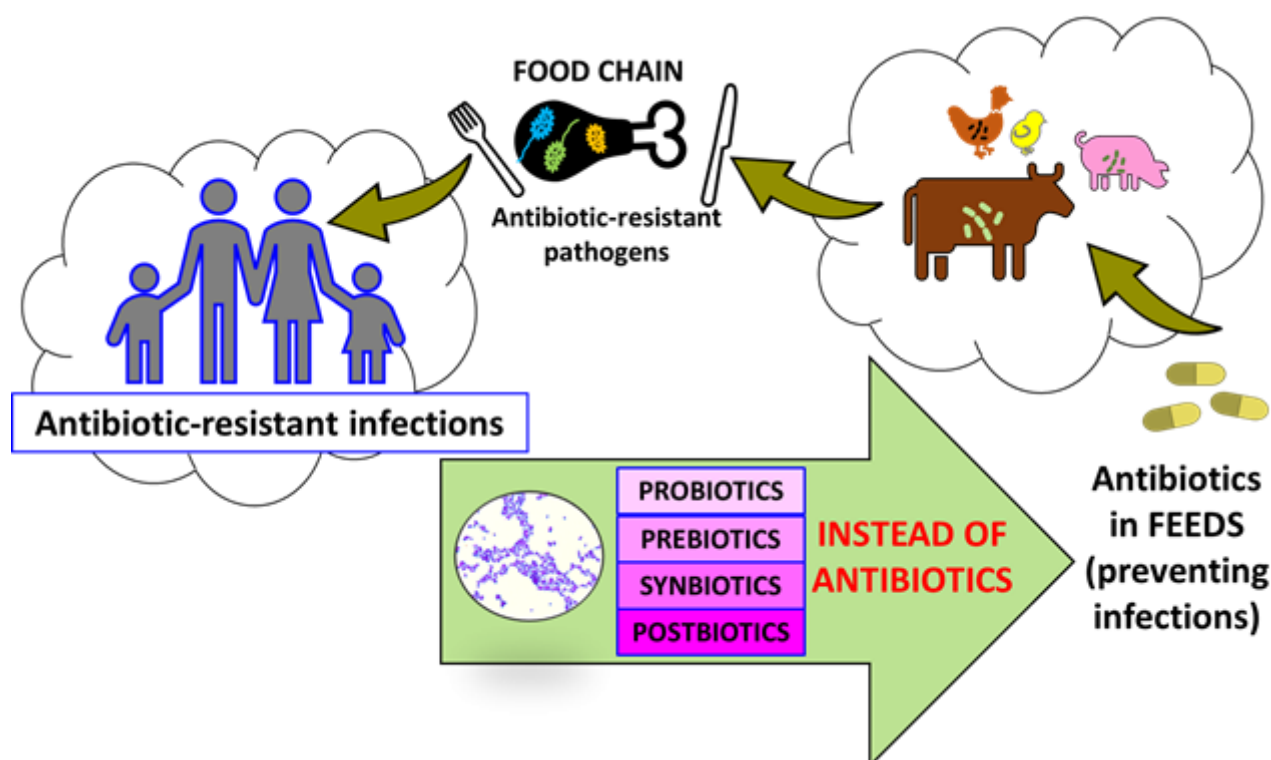 FOOD CHAIN
Antibiotic-resistant
pathogens
Antibiotic-resistant infections
PROBIOTICS
PREBIOTICS
SYNBIOTICS
POSTBIOTICS
INSTEAD OF
ANTIBIOTICS
Antibiotics
in FEEDS
(preventing
infections)